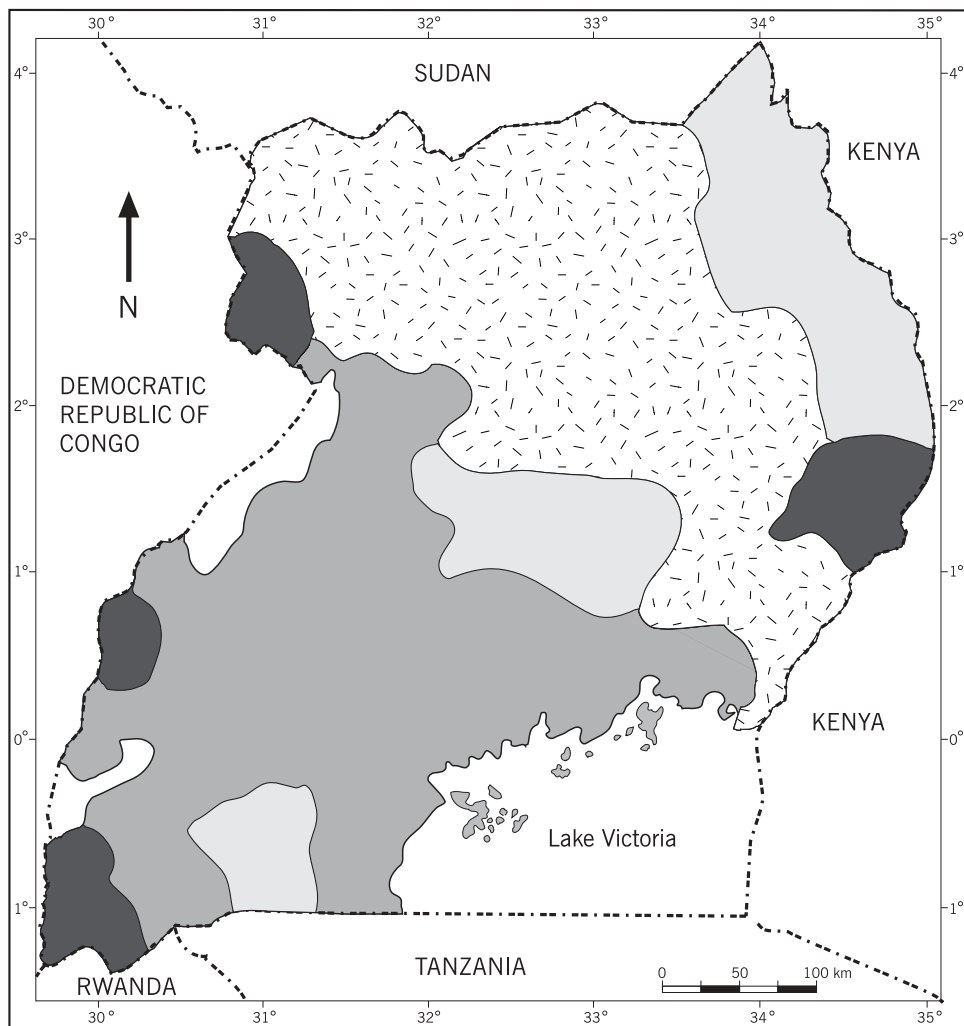 30° 31° 32° 33° 34° 35°
4° 4°
SUDAN
KENYA
3° 3°
N
DEMOCRATIC
REPUBLIC OF
CONGO
2° 2°
1° 1°
KENYA
0° 0°
Lake Victoria
1° 1°
TANZANIA
0 50 100 km
RWANDA
30° 31° 32° 33° 34° 35°